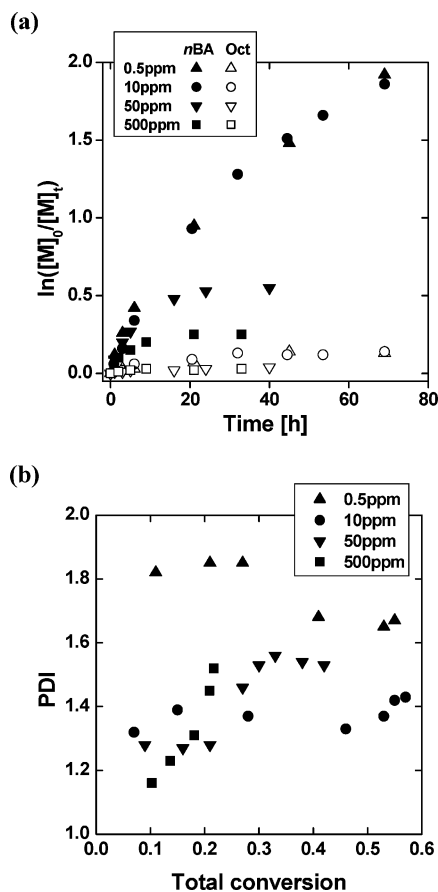 (a)
nBA Oct
0.5ppm
10ppm
50ppm
500ppm
2.0
1.5
1.0
0.5
0.0
ln([M]0/[M]t)
0 20 40 60 80
Time [h]
(b)
0.5ppm
10ppm
50ppm
500ppm
2.0
1.8
1.6
1.4
1.2
1.0
PDI
0.0 0.1 0.2 0.3 0.4 0.5 0.6
Total conversion